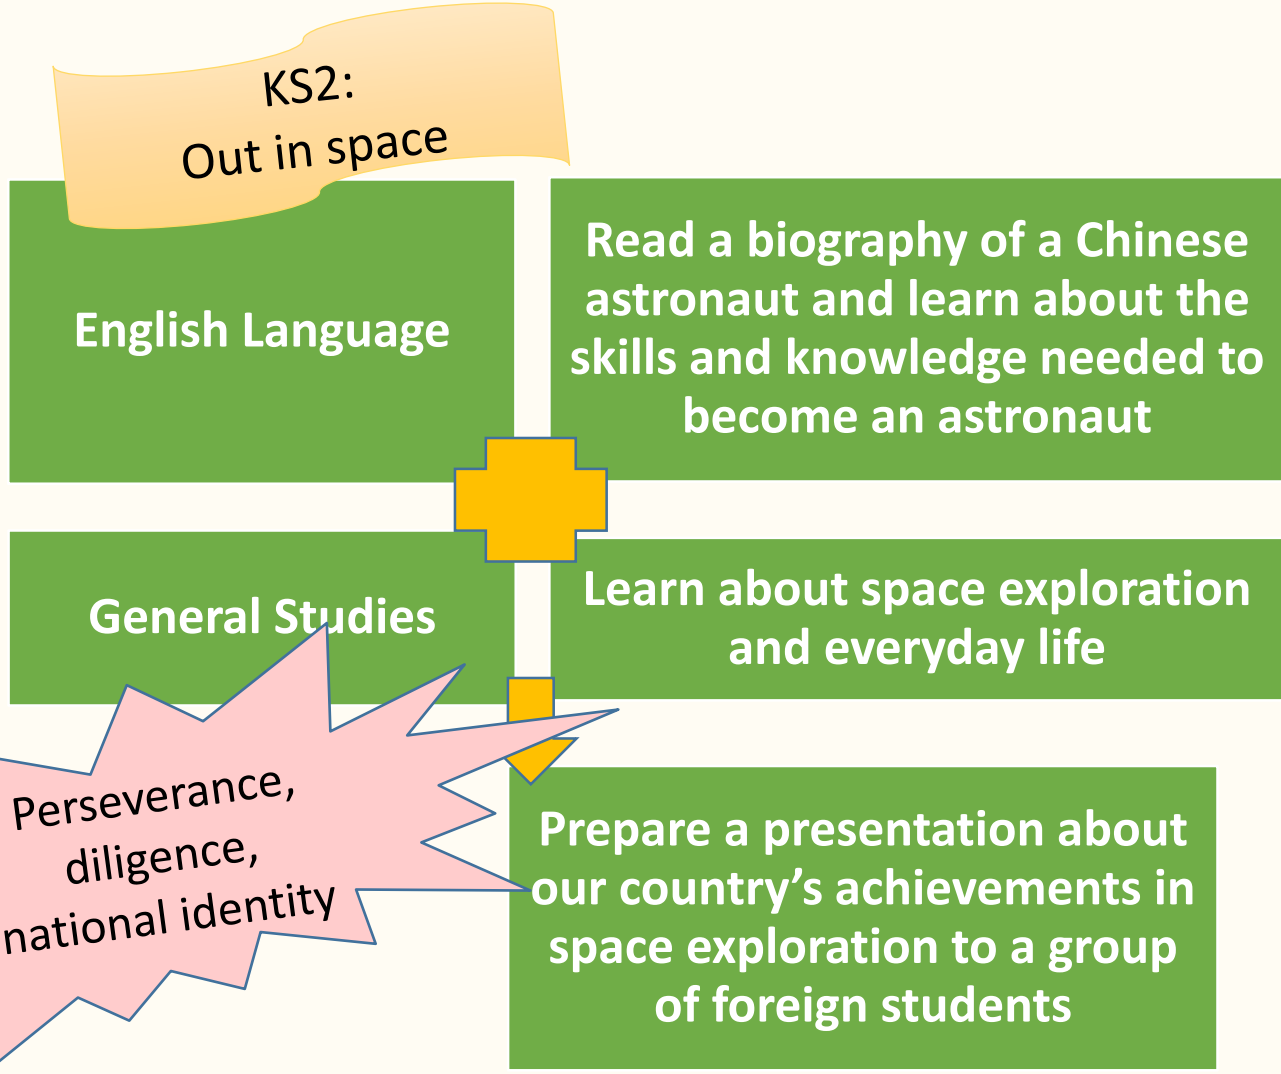 KS2:
Out in space
English Language
Read a biography of a Chinese
astronaut and learn about the
skills and knowledge needed to
become an astronaut
General Studies
Learn about space exploration
and everyday life
Perseverance,
diligence,
national identity
Prepare a presentation about
our country’s achievements in
space exploration to a group
of foreign students